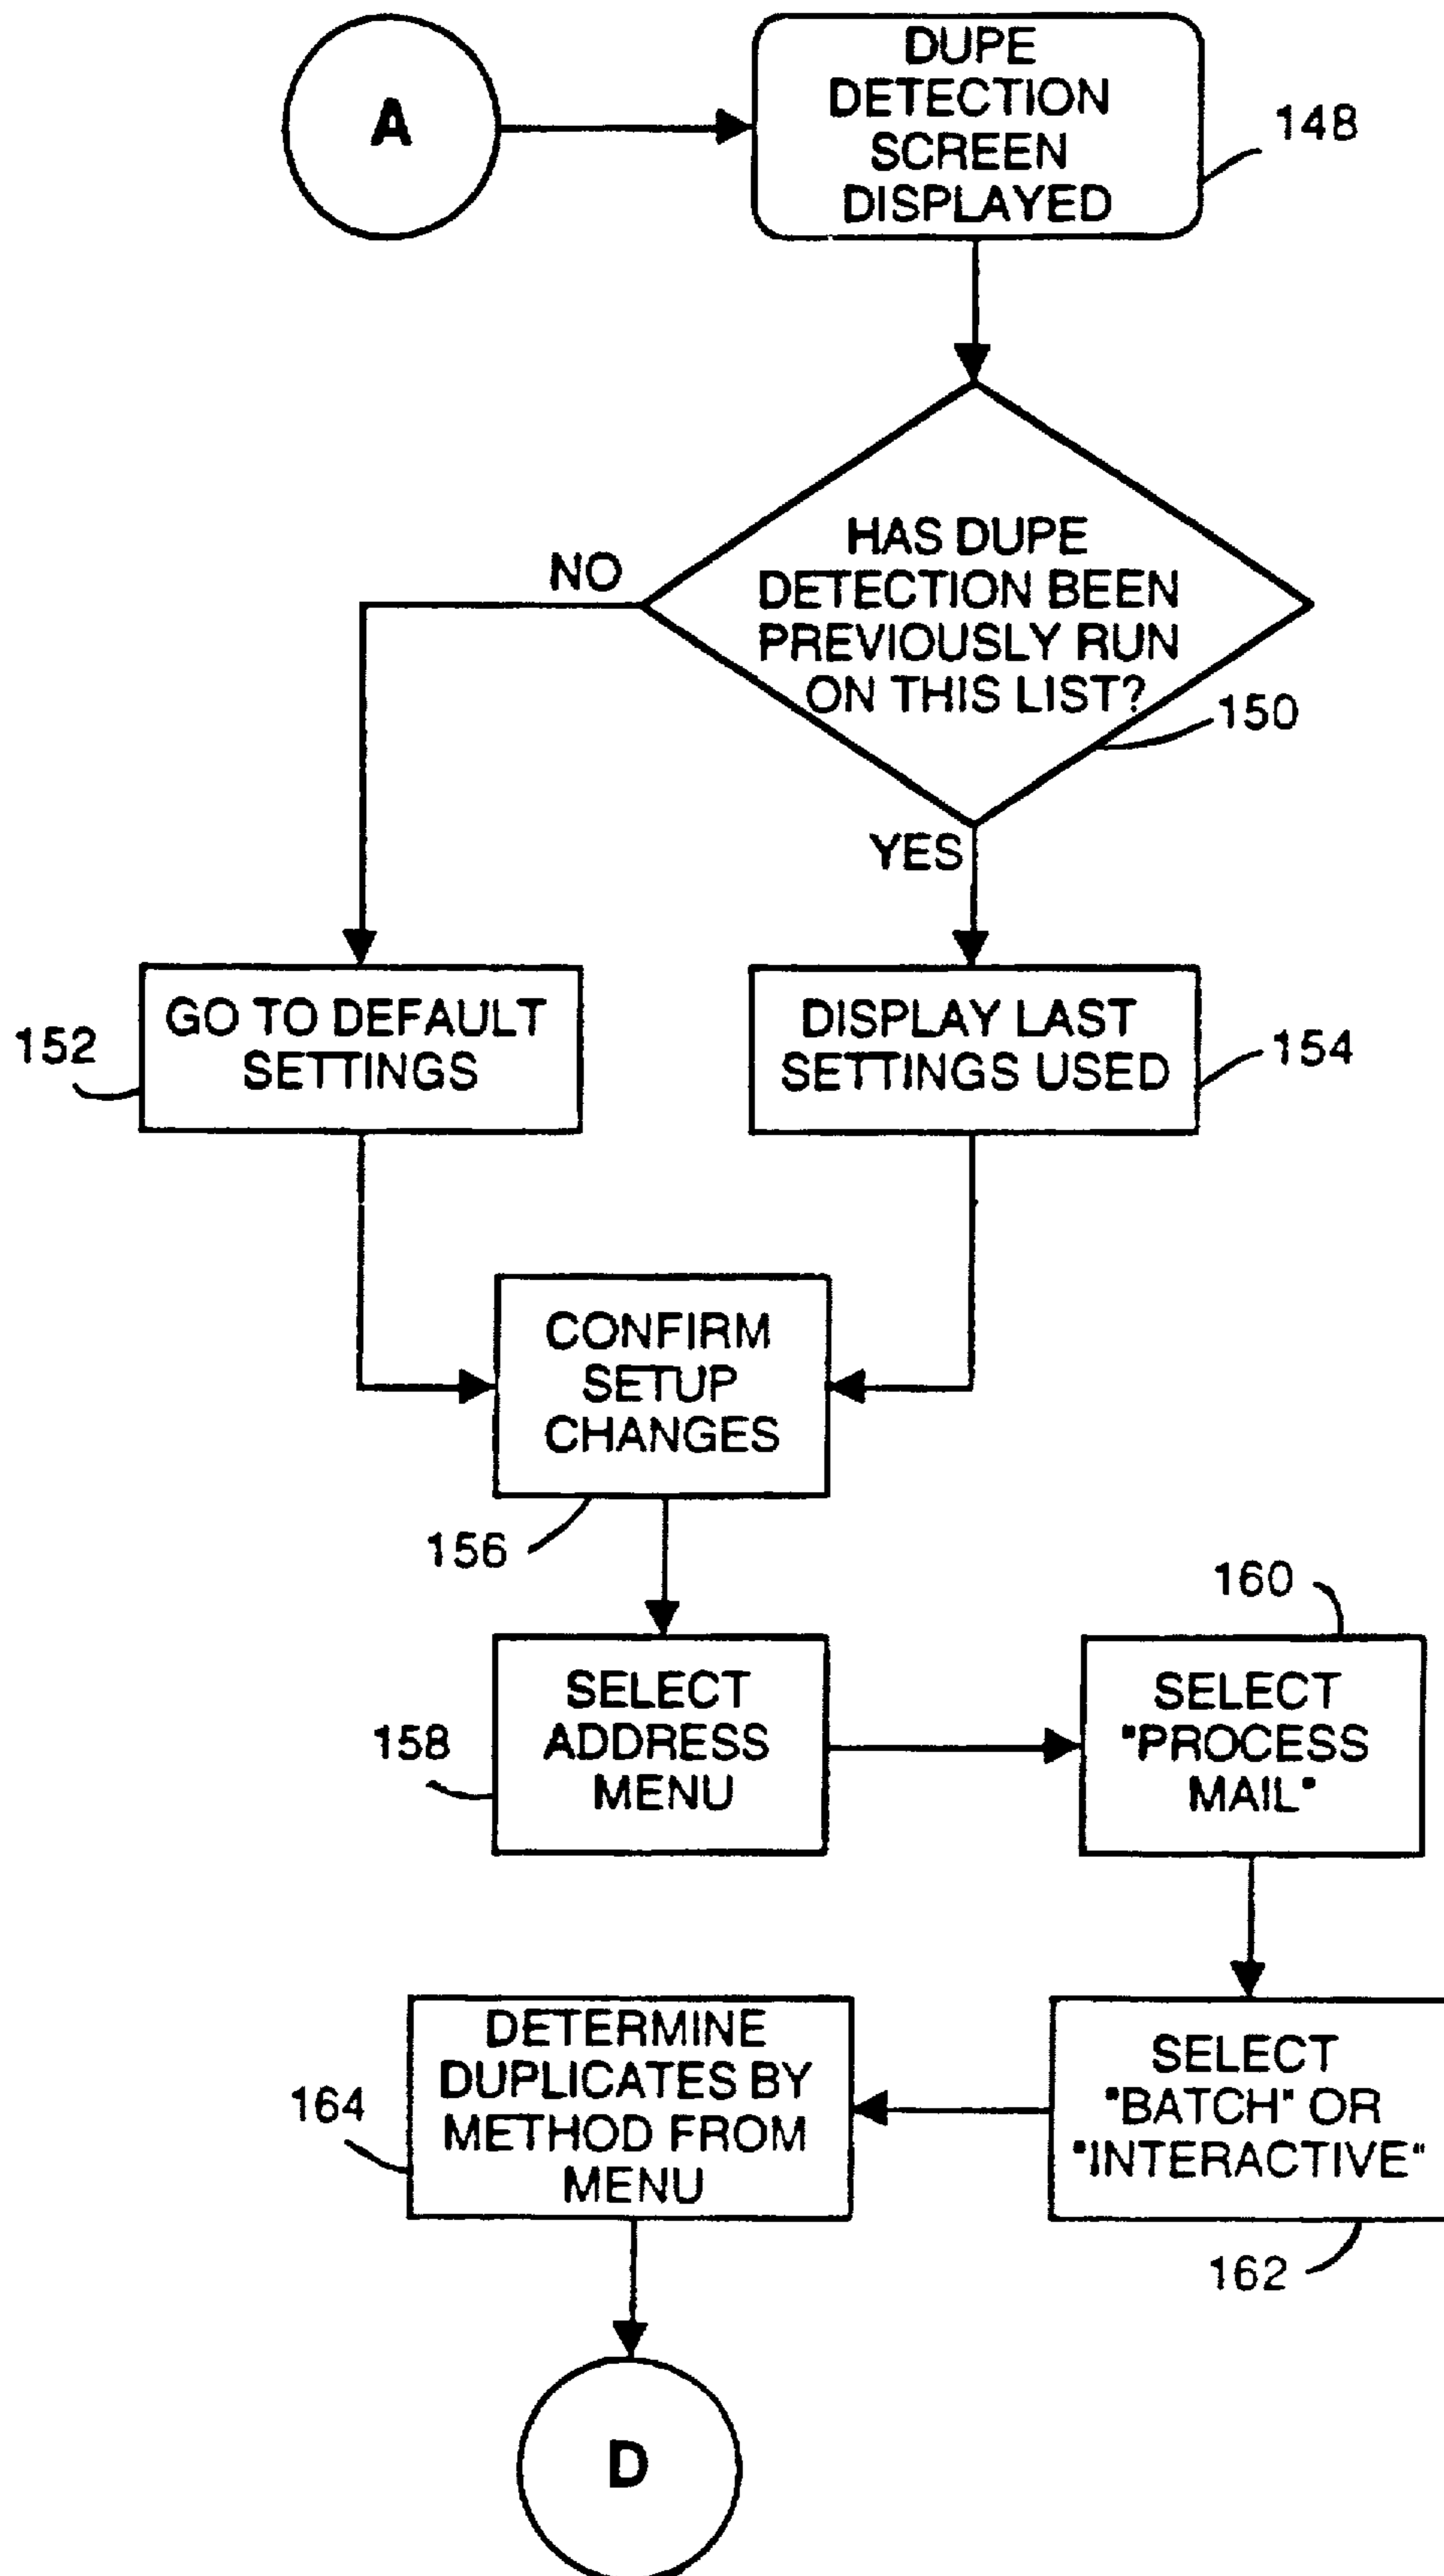 A
DUPE
DETECTION
SCREEN
DISPLAYED
148
HAS DUPE
DETECTION BEEN
PREVIOUSLY RUN
ON THIS LIST?
150
NO
YES
GO TO DEFAULT
SETTINGS
152
DISPLAY LAST
SETTINGS USED
154
CONFIRM
SETUP
CHANGES
156
SELECT
ADDRESS
MENU
158
160
SELECT
"PROCESS
MAIL"
SELECT
"BATCH" OR
"INTERACTIVE"
162
DETERMINE
DUPLICATES BY
METHOD FROM
MENU
164
D